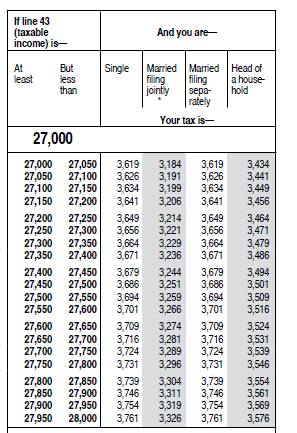 If line 43
(taxable
income) is—
And you are—
At
least
But
less
than
Single
Married
filing
jointly
*
Married
filing
sepa-
rately
Head of
a house-
hold
Your tax is—
27,000
27,000 27,050 3,619 3,184 3,619 3,434
27,050 27,100 3,626 3,191 3,626 3,441
27,100 27,150 3,634 3,199 3,634 3,449
27,150 27,200 3,641 3,206 3,641 3,456
27,200 27,250 3,649 3,214 3,649 3,464
27,250 27,300 3,656 3,221 3,656 3,471
27,300 27,350 3,664 3,229 3,664 3,479
27,350 27,400 3,671 3,236 3,671 3,486
27,400 27,450 3,679 3,244 3,679 3,494
27,450 27,500 3,686 3,251 3,686 3,501
27,500 27,550 3,694 3,259 3,694 3,509
27,550 27,600 3,701 3,266 3,701 3,516
27,600 27,650 3,709 3,274 3,709 3,524
27,650 27,700 3,716 3,281 3,716 3,531
27,700 27,750 3,724 3,289 3,724 3,539
27,750 27,800 3,731 3,296 3,731 3,546
27,800 27,850 3,739 3,304 3,739 3,554
27,850 27,900 3,746 3,311 3,746 3,561
27,900 27,950 3,754 3,319 3,754 3,569
27,950 28,000 3,761 3,326 3,761 3,576